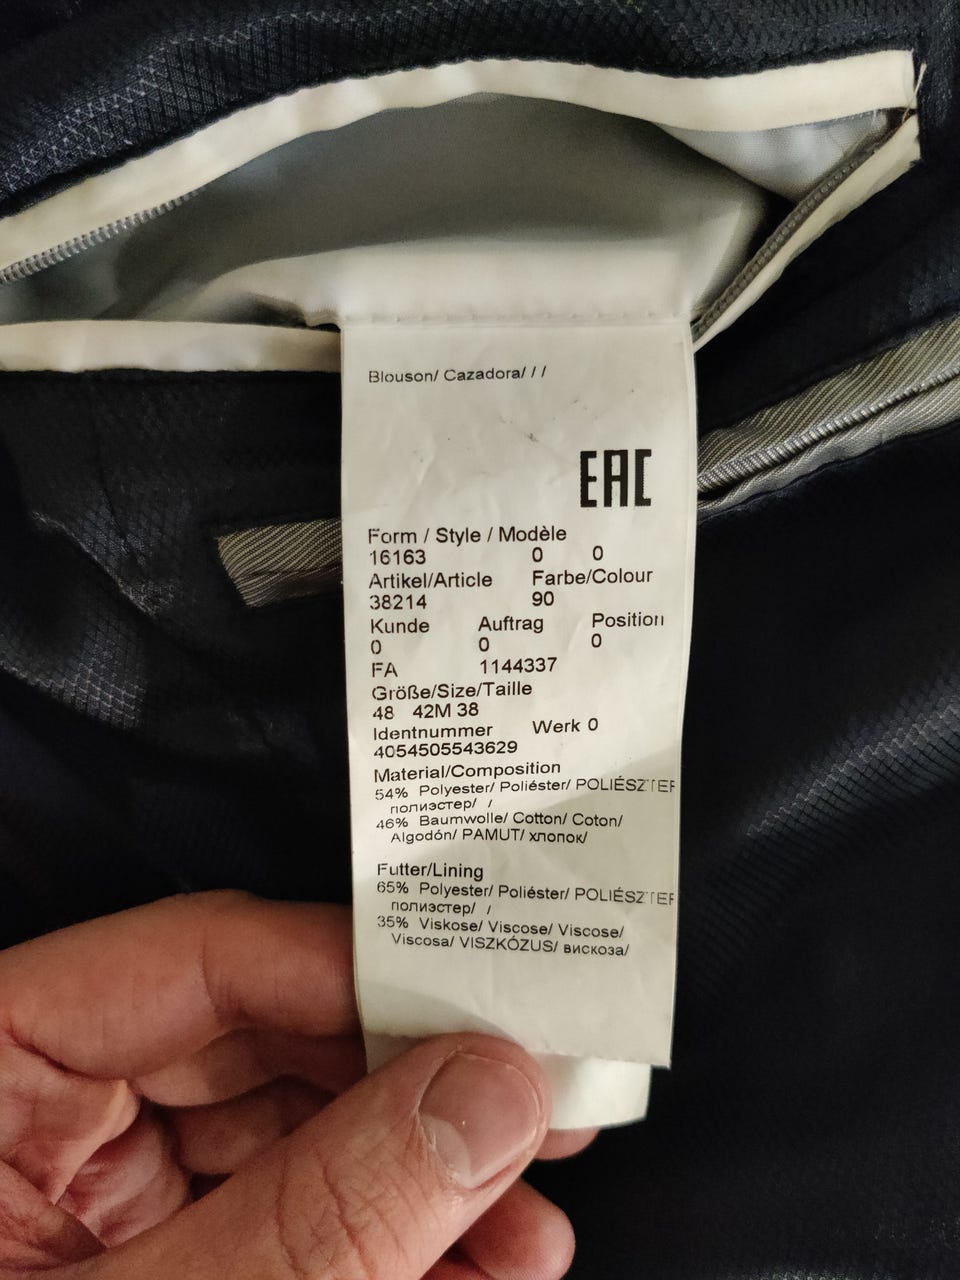 Blouson/ Cazadora/ / /
EAC
Form / Style / Modèle
16163 0 0
Artikel/Article Farbe/Colour
38214 90
Kunde Auftrag Position
0 0 0
FA 1144337
Größe/Size/Taille
48 42M 38
Identnummer Werk 0
4054505543629
Material/Composition
54% Polyester/ Poliéster/ POLIÉSZTER
полиэстер/ /
46% Baumwolle/ Cotton/ Coton/
Algodón/ PAMUT/ хлопок/
Futter/Lining
65% Polyester/ Poliéster/ POLIÉSZTER
полиэстер/ /
35% Viskose/ Viscose/ Viscose/
Viscosa/ VISZKÓZUS/ вискоза/